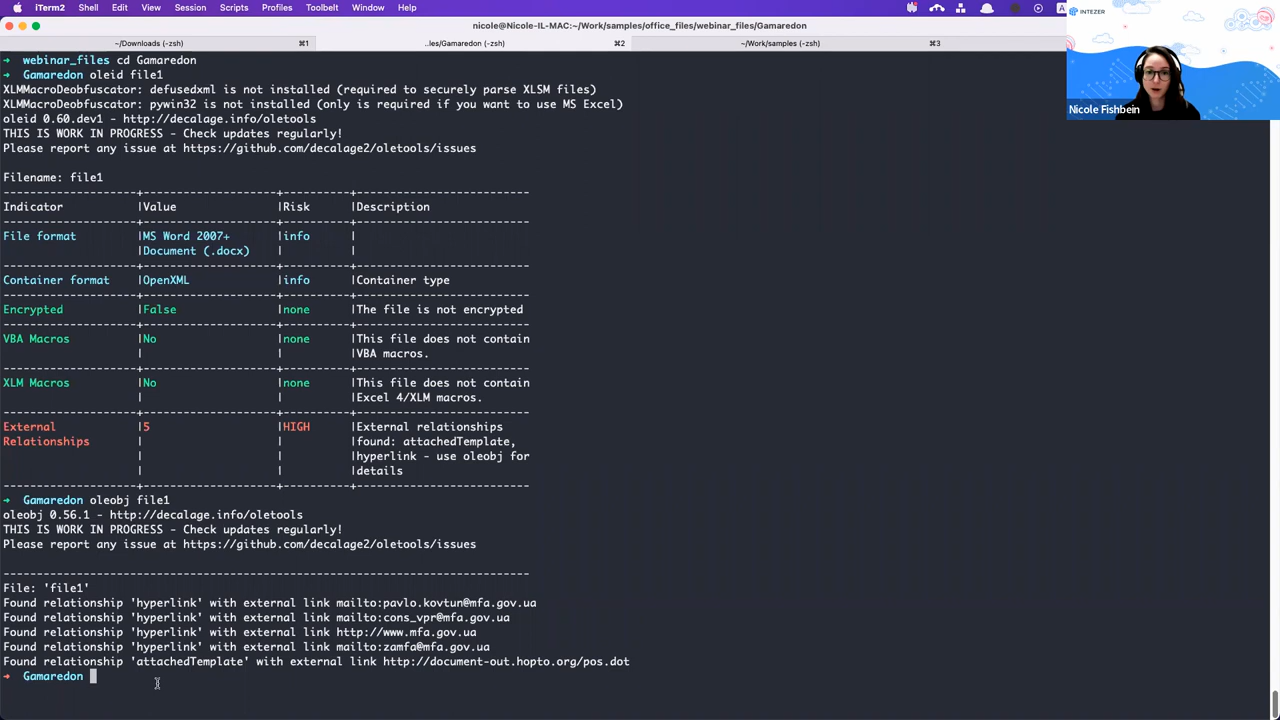 iTerm2 Shell Edit View Session Scripts Profiles Toolbelt Window Help
nicole@Nicole-IL-MAC:~/Work/samples/office_files/webinar_files/Gamaredon
~/Downloads (-zsh) ⌘1 ..les/Gamaredon (-zsh) ⌘2 ~/Work/samples (-zsh) ⌘3
INTEZER
Nicole Fishbein
➜ webinar_files cd Gamaredon
➜ Gamaredon oleid file1
XLMMacroDeobfuscator: defusedxml is not installed (required to securely parse XLSM files)
XLMMacroDeobfuscator: pywin32 is not installed (only is required if you want to use MS Excel)
oleid 0.60.dev1 - http://decalage.info/oletools
THIS IS WORK IN PROGRESS - Check updates regularly!
Please report any issue at https://github.com/decalage2/oletools/issues
Filename: file1
--------------------+--------------------+----------+--------------------------
Indicator |Value |Risk |Description
--------------------+--------------------+----------+--------------------------
File format |MS Word 2007+ |info |
|Document (.docx) | |
--------------------+--------------------+----------+--------------------------
Container format |OpenXML |info |Container type
--------------------+--------------------+----------+--------------------------
Encrypted |False |none |The file is not encrypted
--------------------+--------------------+----------+--------------------------
VBA Macros |No |none |This file does not contain
| | |VBA macros.
--------------------+--------------------+----------+--------------------------
XLM Macros |No |none |This file does not contain
| | |Excel 4/XLM macros.
--------------------+--------------------+----------+--------------------------
External |5 |HIGH |External relationships
Relationships | | |found: attachedTemplate,
| | |hyperlink - use oleobj for
| | |details
--------------------+--------------------+----------+--------------------------
➜ Gamaredon oleobj file1
oleobj 0.56.1 - http://decalage.info/oletools
THIS IS WORK IN PROGRESS - Check updates regularly!
Please report any issue at https://github.com/decalage2/oletools/issues
-------------------------------------------------------------------------------
File: 'file1'
Found relationship 'hyperlink' with external link mailto:pavlo.kovtun@mfa.gov.ua
Found relationship 'hyperlink' with external link mailto:cons_vpr@mfa.gov.ua
Found relationship 'hyperlink' with external link http://www.mfa.gov.ua
Found relationship 'hyperlink' with external link mailto:zamfa@mfa.gov.ua
Found relationship 'attachedTemplate' with external link http://document-out.hopto.org/pos.dot
➜ Gamaredon